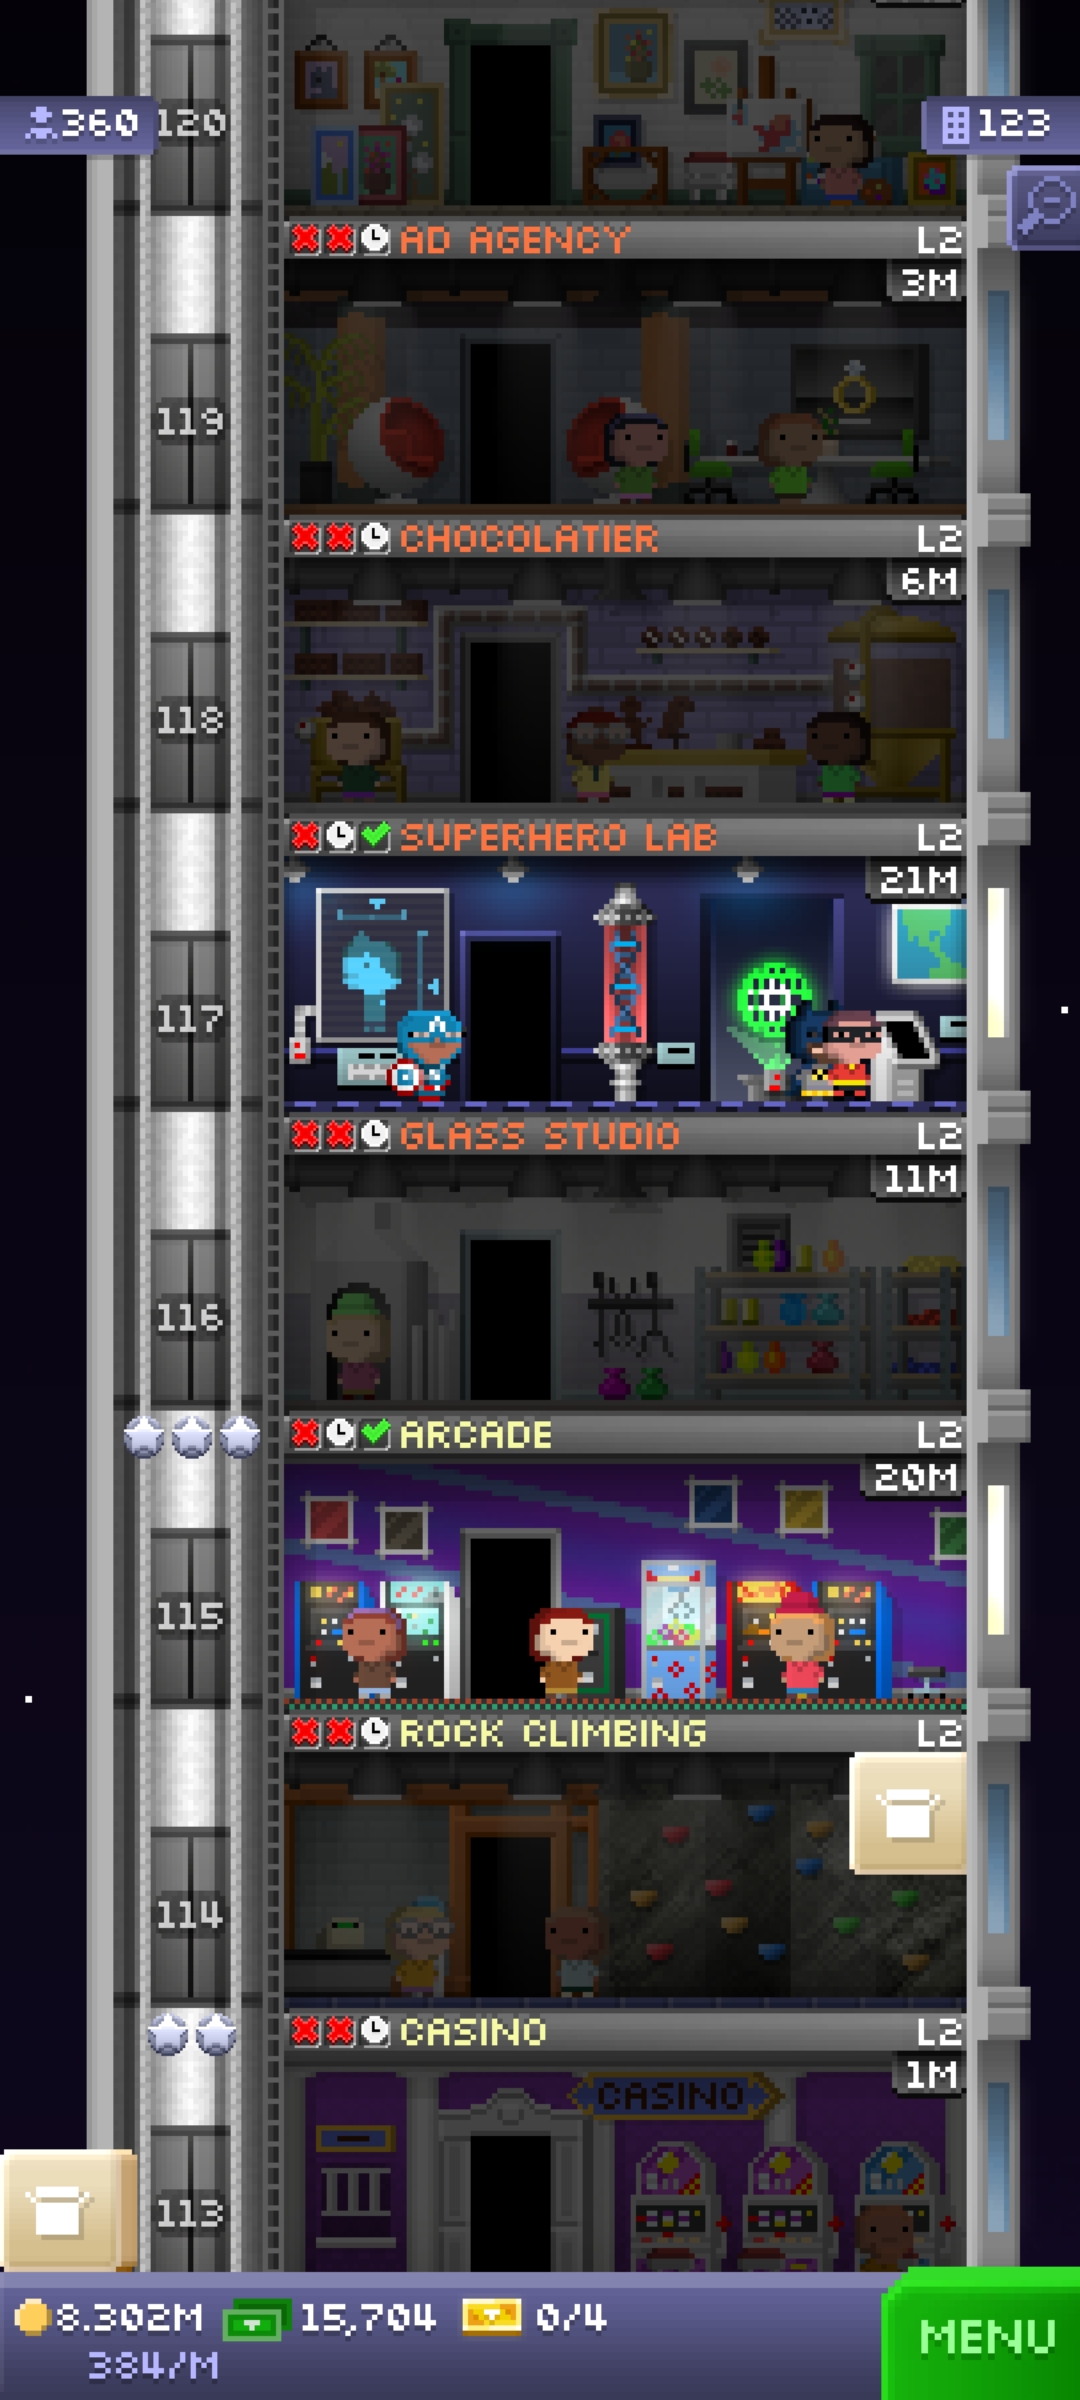 360
120
123
AD AGENCY
L2
3M
119
CHOCOLATIER
L2
6M
118
SUPERHERO LAB
L2
21M
117
GLASS STUDIO
L2
11M
116
ARCADE
L2
20M
115
ROCK CLIMBING
L2
114
CASINO
L2
1M
CASINO
113
8.302M
15,704
0/4
384/M
MENU